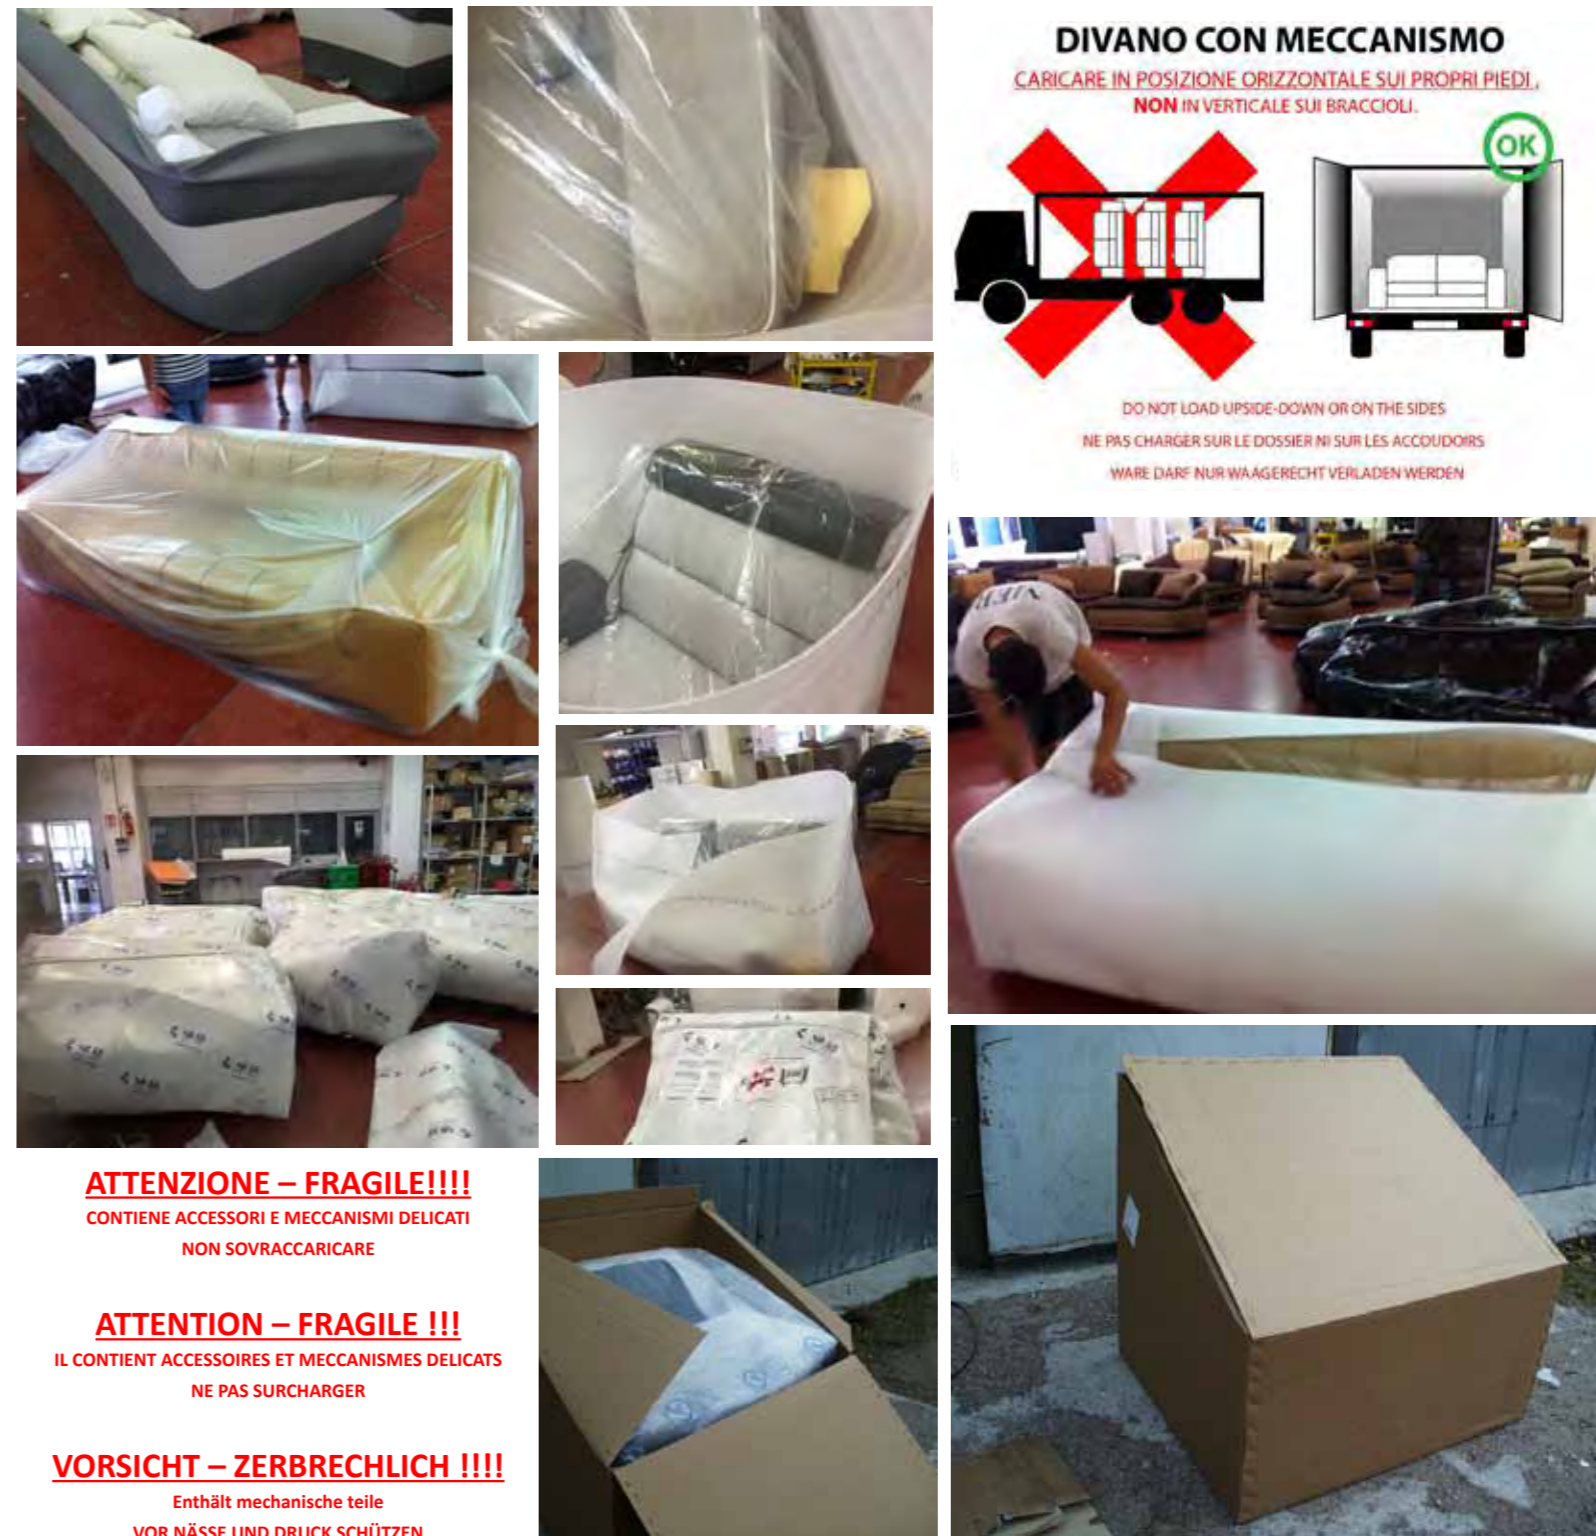 DIVANO CON MECCANISMO
CARICARE IN POSIZIONE ORIZZONTALE SUI PROPRI PIEDI ,
NON IN VERTICALE SUI BRACCIOLI.
OK
DO NOT LOAD UPSIDE-DOWN OR ON THE SIDES
NE PAS CHARGER SUR LE DOSSIER NI SUR LES ACCOUDOIRS
WARE DARF NUR WAAGERECHT VERLADEN WERDEN
ATTENZIONE – FRAGILE!!!!
CONTIENE ACCESSORI E MECCANISMI DELICATI
NON SOVRACCARICARE
ATTENTION – FRAGILE !!!
IL CONTIENT ACCESSOIRES ET MECCANISMES DELICATS
NE PAS SURCHARGER
VORSICHT – ZERBRECHLICH !!!!
Enthält mechanische teile
VOR NÄSSE UND DRUCK SCHÜTZEN